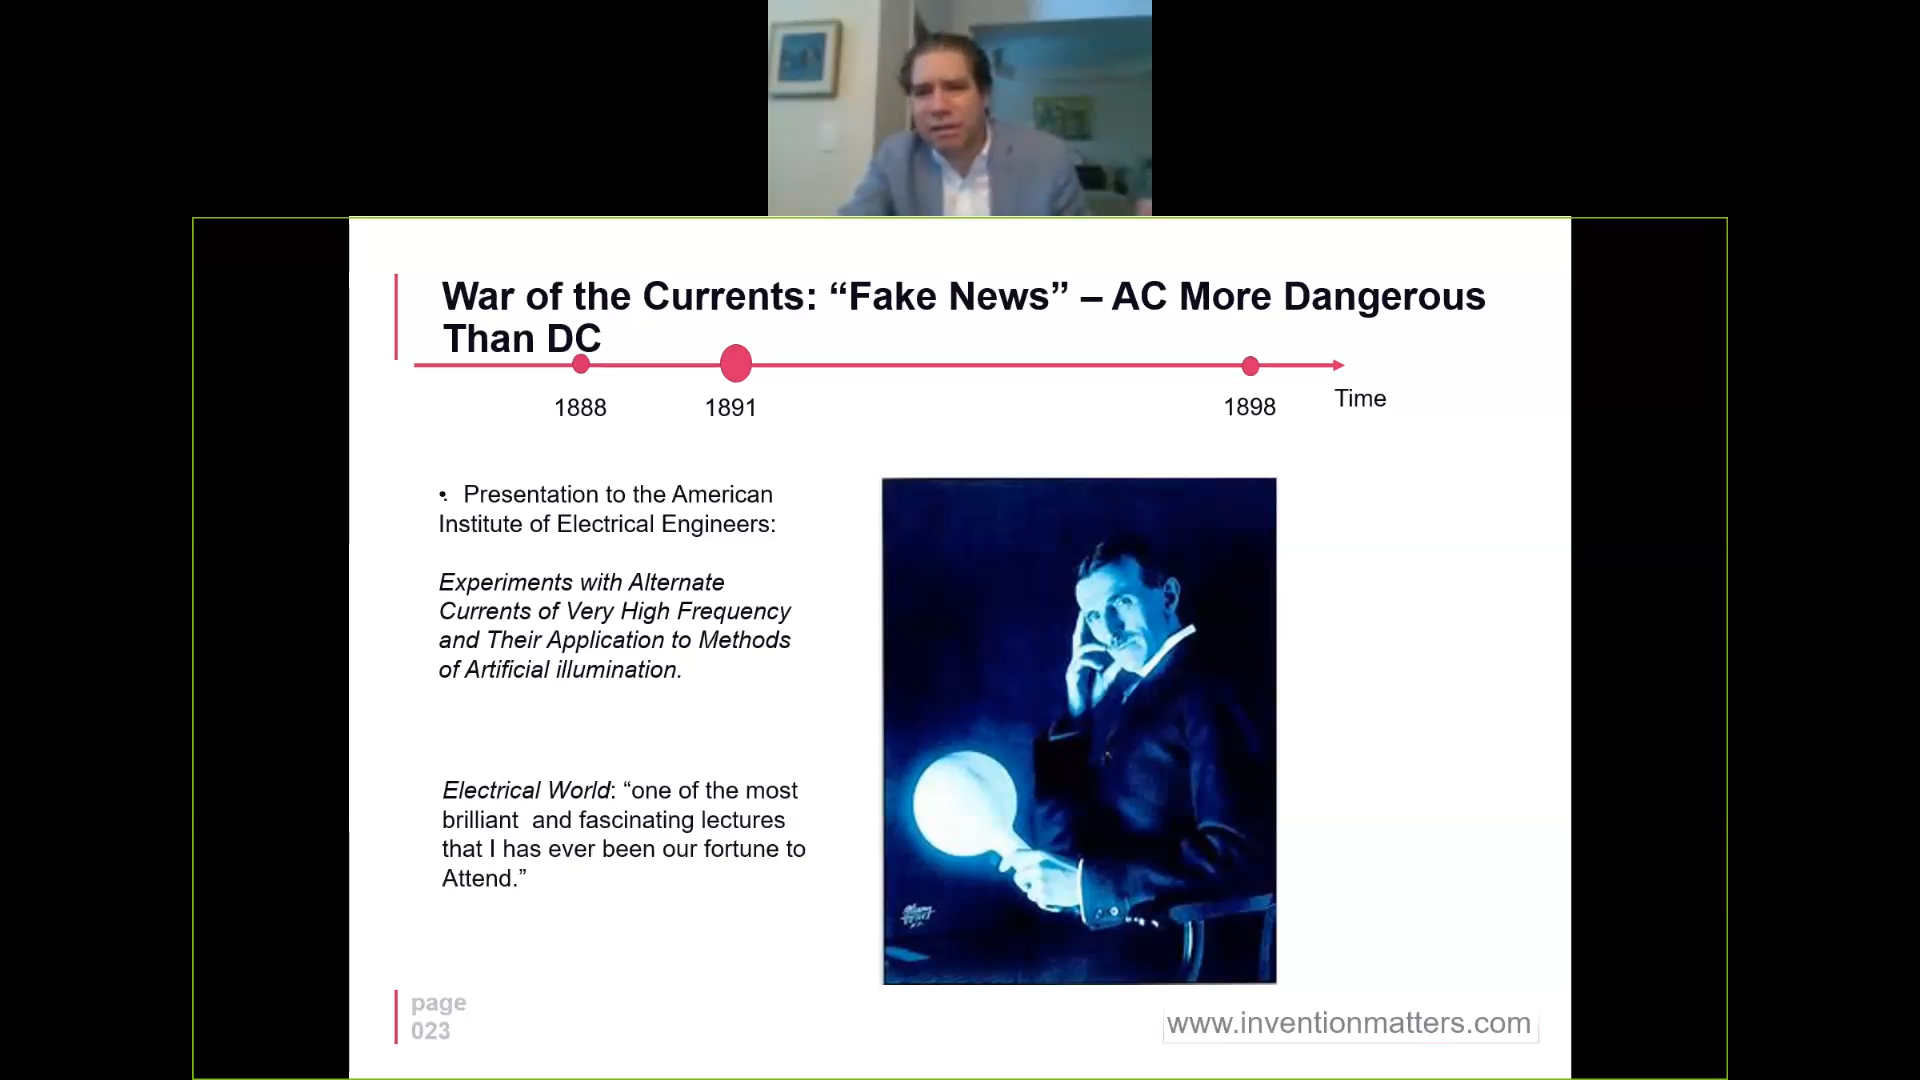 War of the Currents: “Fake News” – AC More Dangerous
Than DC
1888
1891
1898
Time
• Presentation to the American
Institute of Electrical Engineers:
Experiments with Alternate
Currents of Very High Frequency
and Their Application to Methods
of Artificial illumination.
Electrical World: “one of the most
brilliant and fascinating lectures
that I has ever been our fortune to
Attend.”
page
023
www.inventionmatters.com